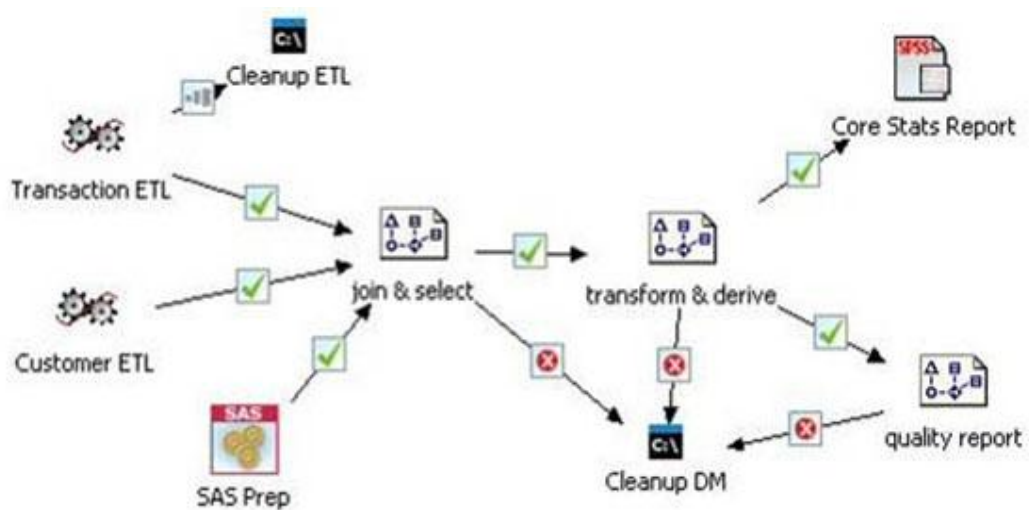 C:\
Cleanup ETL
SPSS
Core Stats Report
Transaction ETL
join & select
transform & derive
Customer ETL
SAS
SAS Prep
C:\
Cleanup DM
quality report